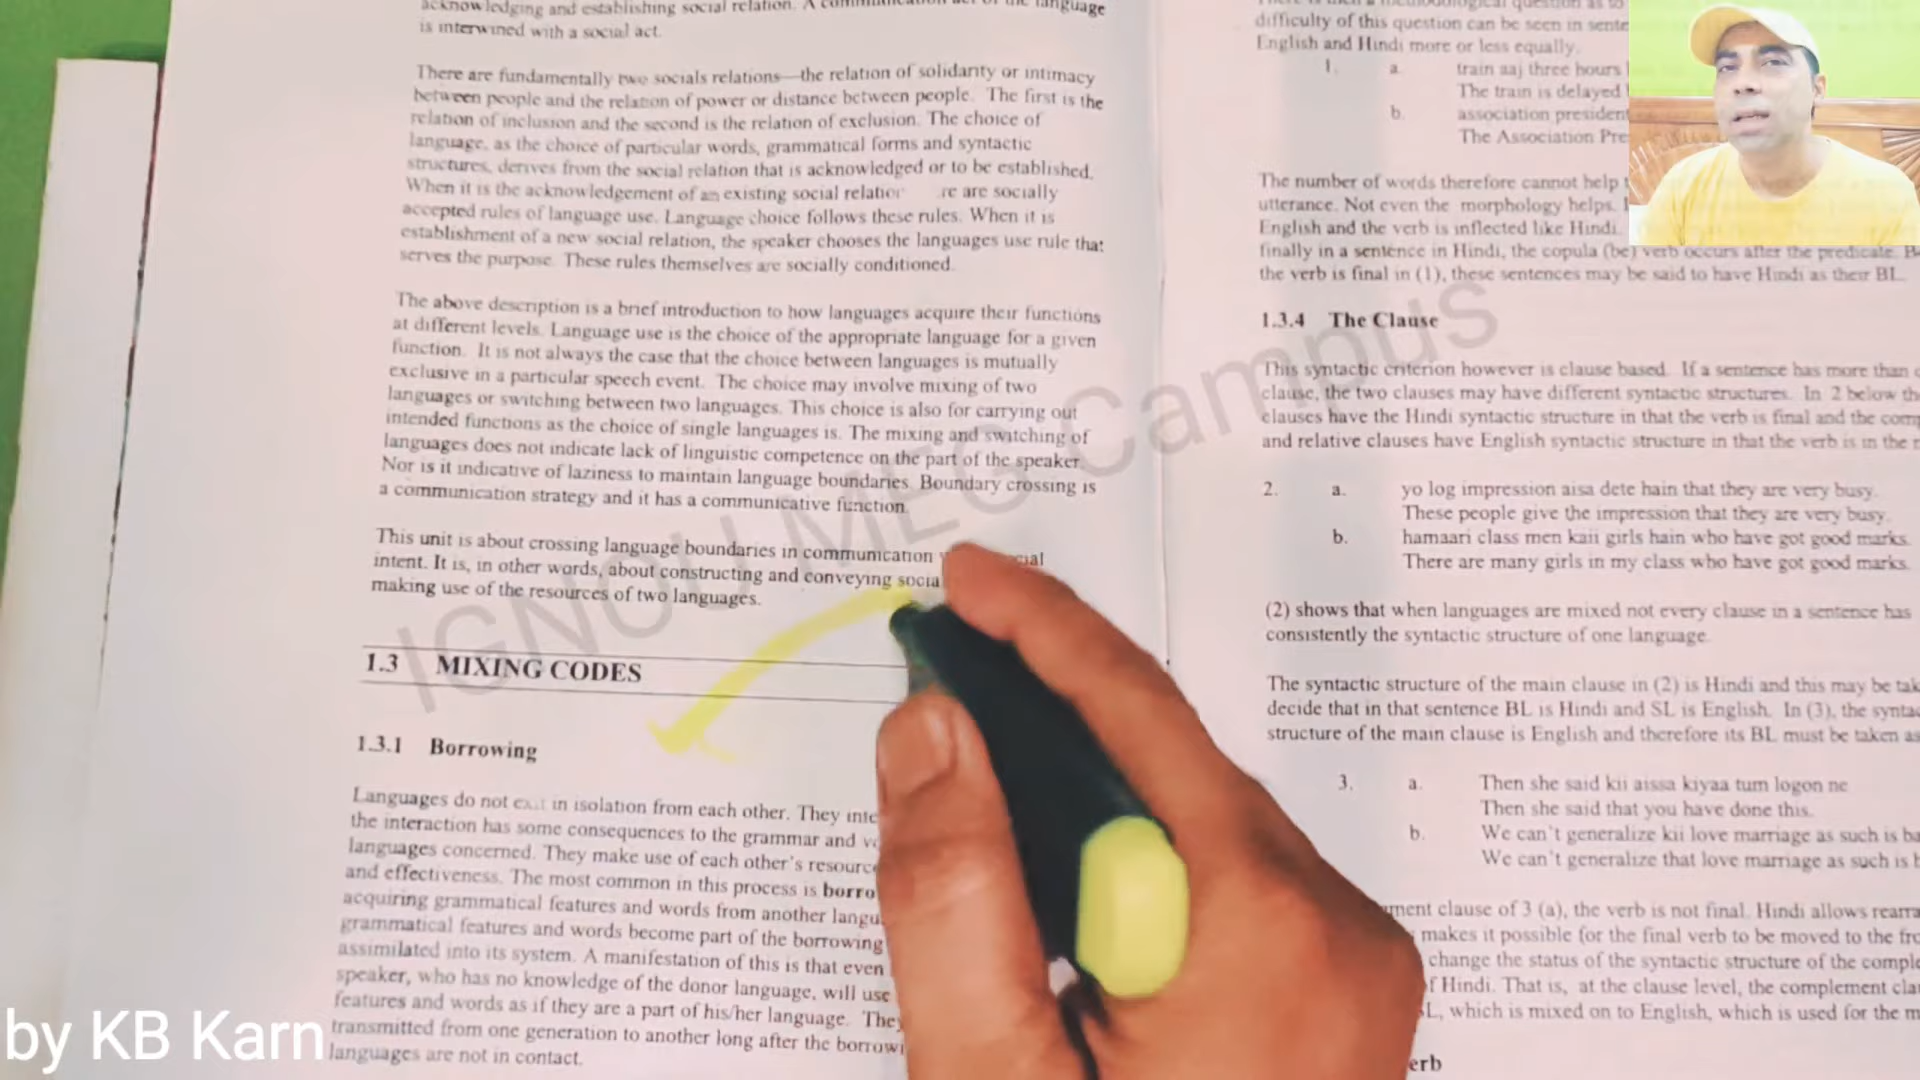 acknowledging and establishing social relation. A communication act of the language
is interwined with a social act.
There are fundamentally two socials relations—the relation of solidarity or intimacy
between people and the relation of power or distance between people. The first is the
relation of inclusion and the second is the relation of exclusion. The choice of
language, as the choice of particular words, grammatical forms and syntactic
structures, derives from the social relation that is acknowledged or to be established.
When it is the acknowledgement of an existing social relation re are socially
accepted rules of language use. Language choice follows these rules. When it is
establishment of a new social relation, the speaker chooses the languages use rule that
serves the purpose. These rules themselves are socially conditioned.
The above description is a brief introduction to how languages acquire their functions
at different levels. Language use is the choice of the appropriate language for a given
function. It is not always the case that the choice between languages is mutually
exclusive in a particular speech event. The choice may involve mixing of two
languages or switching between two languages. This choice is also for carrying out
intended functions as the choice of single languages is. The mixing and switching of
languages does not indicate lack of linguistic competence on the part of the speaker.
Nor is it indicative of laziness to maintain language boundaries. Boundary crossing is
a communication strategy and it has a communicative function.
This unit is about crossing language boundaries in communication
intent. It is, in other words, about constructing and conveying socia
making use of the resources of two languages.
1.3 MIXING CODES
1.3.1 Borrowing
Languages do not exist in isolation from each other. They inte
the interaction has some consequences to the grammar and vo
languages concerned. They make use of each other's resource
and effectiveness. The most common in this process is borro
acquiring grammatical features and words from another langu
grammatical features and words become part of the borrowing
assimilated into its system. A manifestation of this is that even
speaker, who has no knowledge of the donor language, will use
features and words as if they are a part of his/her language. They
transmitted from one generation to another long after the borrowi
languages are not in contact.
difficulty of this question can be seen in sente
English and Hindi more or less equally.
1. a. train aaj three hours
The train is delayed
b. association president
The Association Pre
The number of words therefore cannot help
utterance. Not even the morphology helps.
English and the verb is inflected like Hindi.
finally in a sentence in Hindi, the copula (be) verb occurs after the predicate.
the verb is final in (1), these sentences may be said to have Hindi as their BL.
1.3.4 The Clause
This syntactic criterion however is clause based. If a sentence has more than
clause, the two clauses may have different syntactic structures. In 2 below the
clauses have the Hindi syntactic structure in that the verb is final and the com
and relative clauses have English syntactic structure in that the verb is in the
2. a. yo log impression aisa dete hain that they are very busy.
These people give the impression that they are very busy.
b. hamaari class men kaii girls hain who have got good marks.
There are many girls in my class who have got good marks.
(2) shows that when languages are mixed not every clause in a sentence has
consistently the syntactic structure of one language.
The syntactic structure of the main clause in (2) is Hindi and this may be tak
decide that in that sentence BL is Hindi and SL is English. In (3), the syntac
structure of the main clause is English and therefore its BL must be taken as
3. a. Then she said kii aissa kiyaa tum logon ne
Then she said that you have done this.
b. We can't generalize kii love marriage as such is ba
We can't generalize that love marriage as such is b
ment clause of 3 (a), the verb is not final. Hindi allows rearra
makes it possible for the final verb to be moved to the fro
change the status of the syntactic structure of the comple
f Hindi. That is, at the clause level, the complement cla
L, which is mixed on to English, which is used for the m
erb
IGNOU MEG Campus
by KB Karn